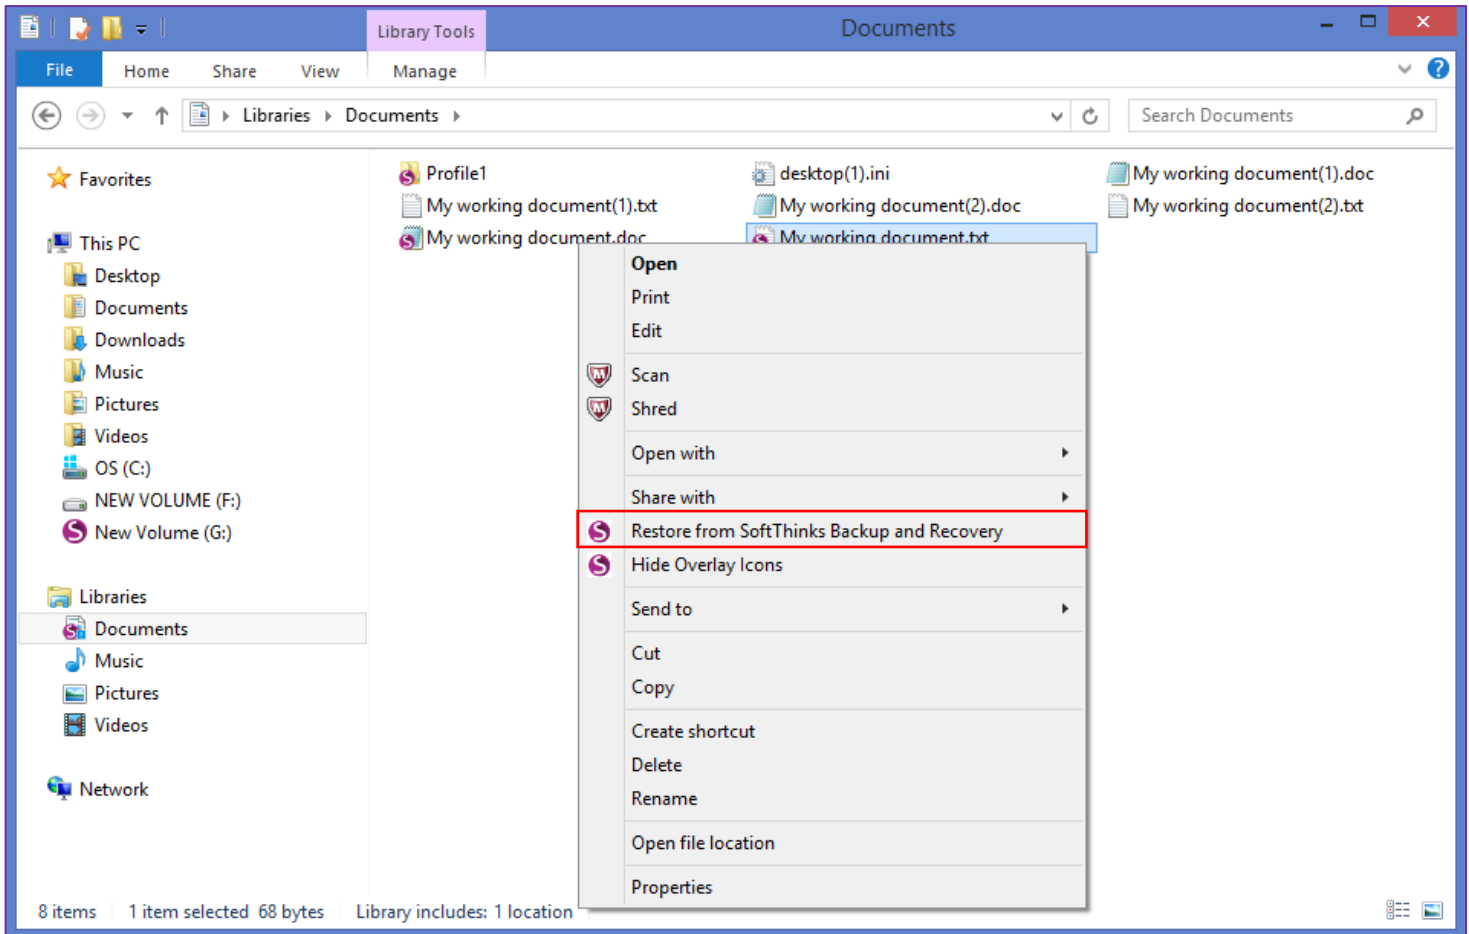 Library Tools
Documents
File
Home
Share
View
Manage
Libraries
Documents
Search Documents
Favorites
This PC
Desktop
Documents
Downloads
Music
Pictures
Videos
OS (C:)
NEW VOLUME (F:)
New Volume (G:)
Libraries
Documents
Music
Pictures
Videos
Network
Profile1
desktop(1).ini
My working document(1).doc
My working document(1).txt
My working document(2).doc
My working document(2).txt
My working document.doc
My working document.txt
Open
Print
Edit
Scan
Shred
Open with
Share with
Restore from SoftThinks Backup and Recovery
Hide Overlay Icons
Send to
Cut
Copy
Create shortcut
Delete
Rename
Open file location
Properties
8 items
1 item selected 68 bytes
Library includes: 1 location